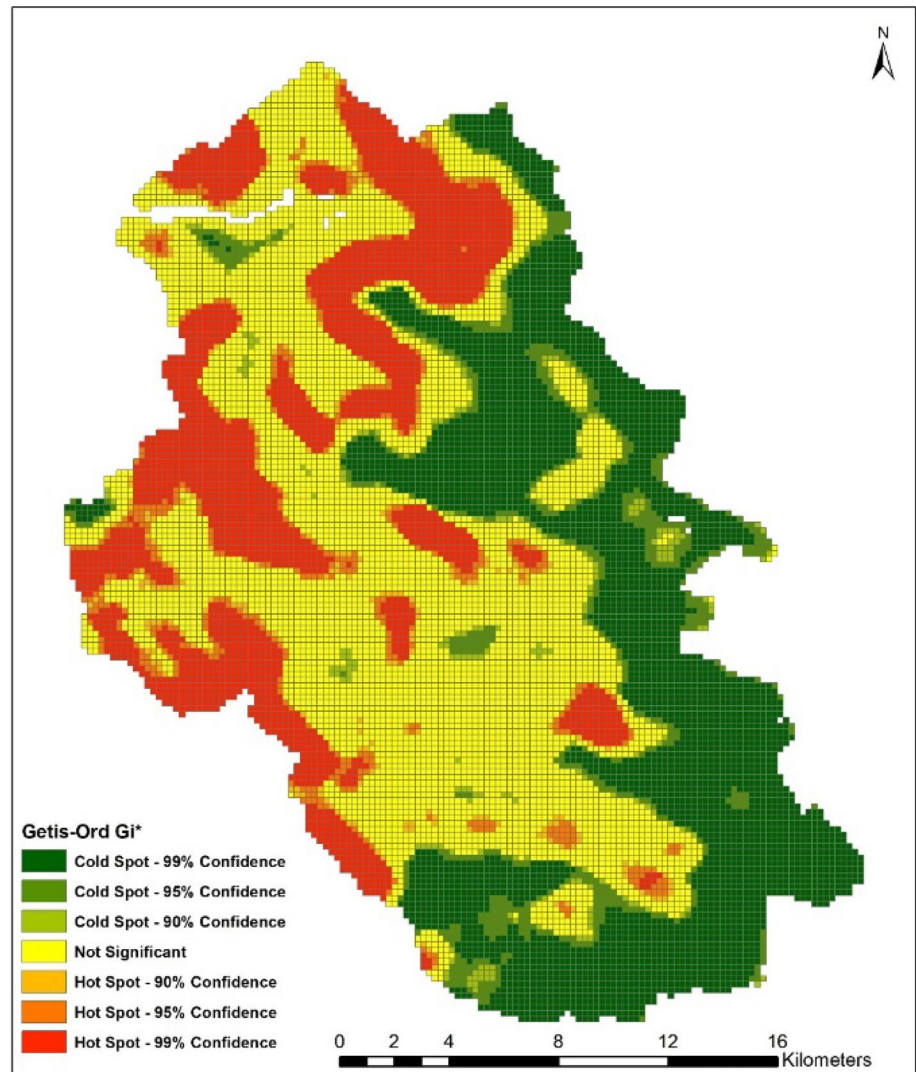 N
Getis-Ord Gi*
Cold Spot - 99% Confidence
Cold Spot - 95% Confidence
Cold Spot - 90% Confidence
Not Significant
Hot Spot - 90% Confidence
Hot Spot - 95% Confidence
Hot Spot - 99% Confidence
0 2 4 8 12 16
Kilometers